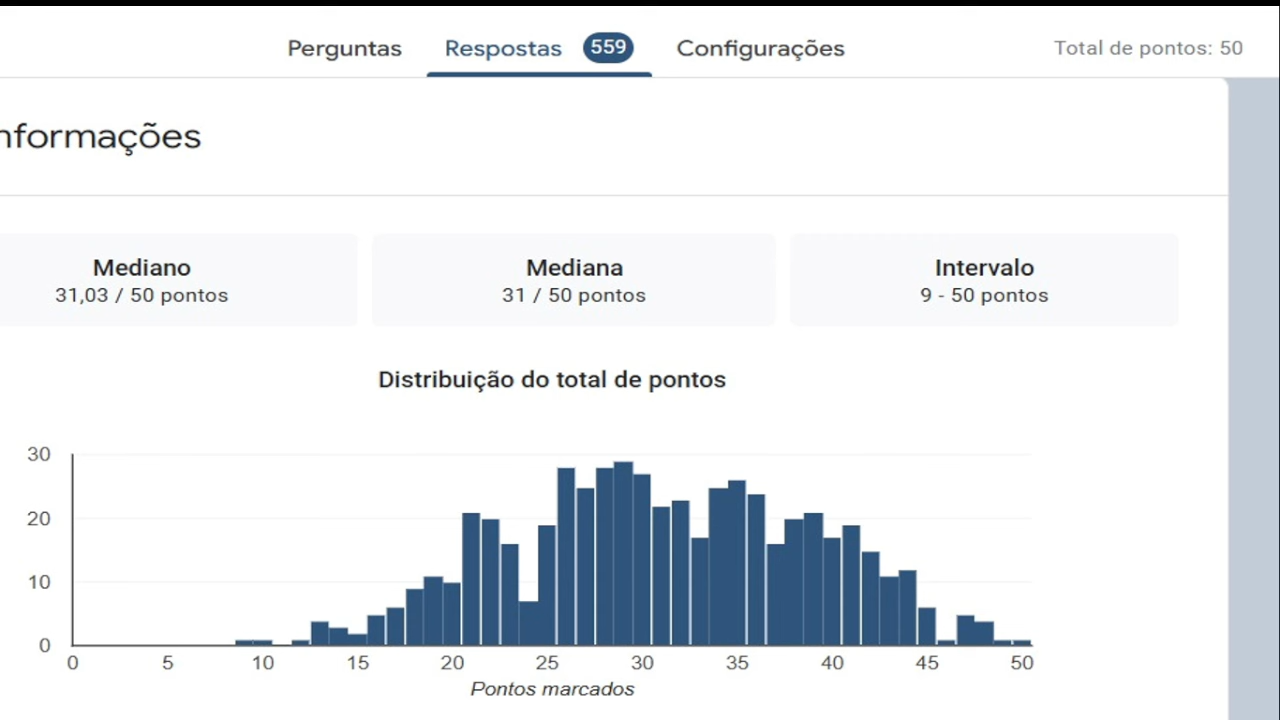 Perguntas Respostas 559 Configurações Total de pontos: 50
nformações
Mediano Mediana Intervalo
31,03 / 50 pontos 31 / 50 pontos 9 - 50 pontos
Distribuição do total de pontos
30
20
10
0
0 5 10 15 20 25 30 35 40 45 50
Pontos marcados